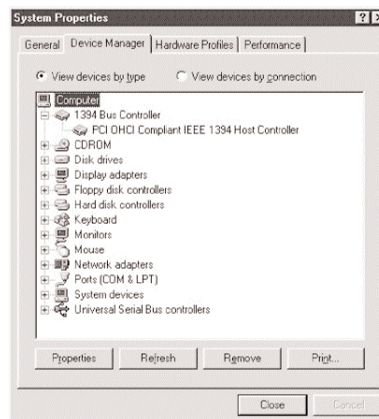 System Properties
General Device Manager Hardware Profiles Performance
View devices by type View devices by connection
Computer
1394 Bus Controller
PCI OHCI Compliant IEEE 1394 Host Controller
CDROM
Disk drives
Display adapters
Floppy disk controllers
Hard disk controllers
Keyboard
Monitors
Mouse
Network adapters
Ports (COM & LPT)
System devices
Universal Serial Bus controllers
Properties Refresh Remove Print...
Close Cancel